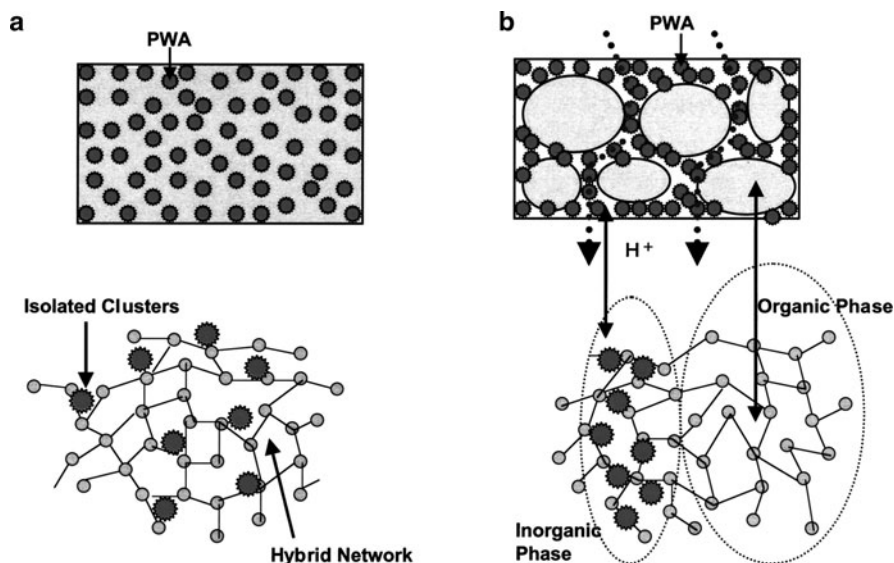 a
PWA
Isolated Clusters
Hybrid Network
b
PWA
H+
Organic Phase
Inorganic
Phase